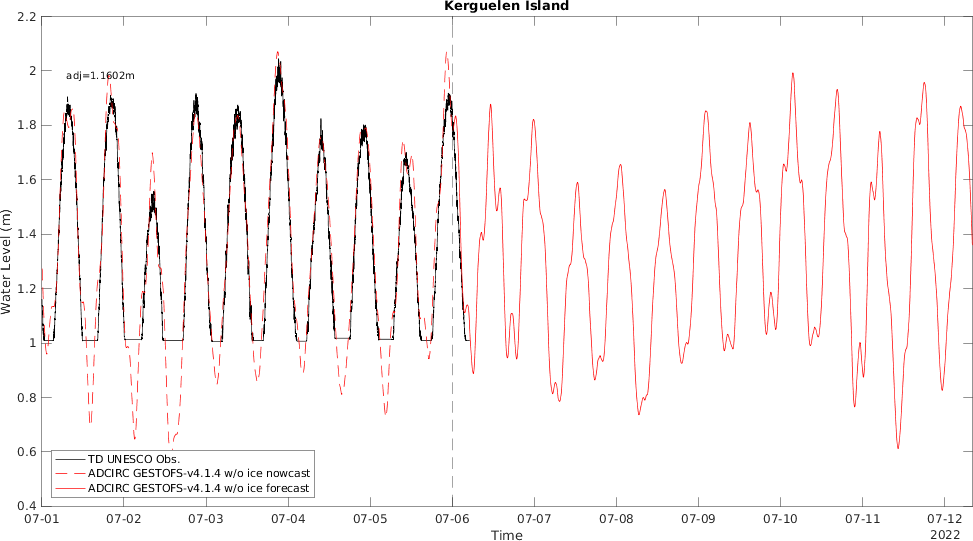 Kerguelen Island
2.2
2
1.8
1.6
1.4
1.2
1
0.8
0.6
0.4
Water Level (m)
adj=1.1602m
TD UNESCO Obs.
ADCIRC GESTOFS-v4.1.4 w/o ice nowcast
ADCIRC GESTOFS-v4.1.4 w/o ice forecast
07-01 07-02 07-03 07-04 07-05 07-06 07-07 07-08 07-09 07-10 07-11 07-12
2022
Time